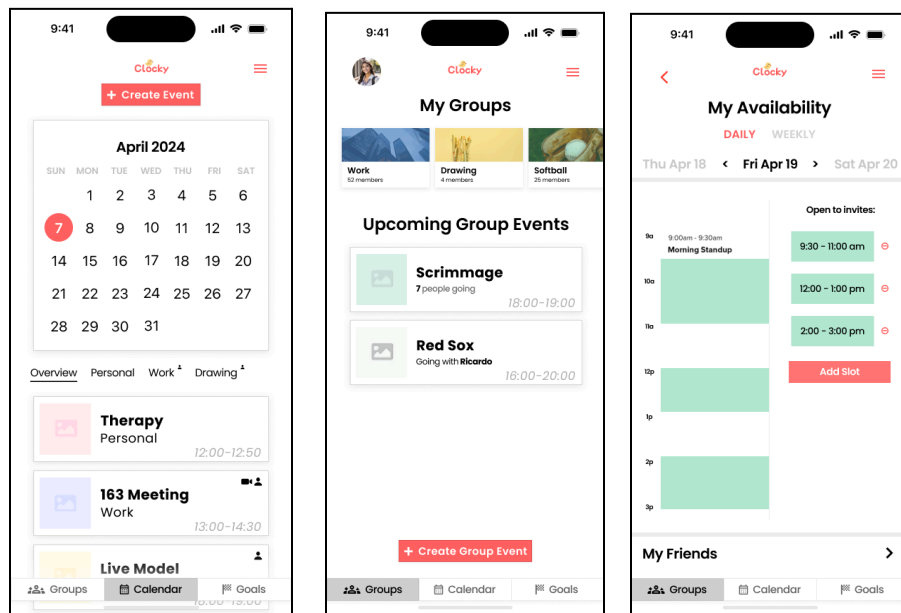 9:41
Clocky
+ Create Event
April 2024
SUN MON TUE WED THU FRI SAT
1 2 3 4 5 6
7 8 9 10 11 12 13
14 15 16 17 18 19 20
21 22 23 24 25 26 27
28 29 30 31
Overview Personal Work Drawing
Therapy
Personal
12:00-12:50
163 Meeting
Work
13:00-14:30
Live Model
18:00-19:00
Groups Calendar Goals
9:41
Clocky
My Groups
Work Drawing Softball
52 members 4 members 25 members
Upcoming Group Events
Scrimmage
7 people going
18:00-19:00
Red Sox
Going with Ricardo
16:00-20:00
+ Create Group Event
Groups Calendar Goals
9:41
Clocky
My Availability
DAILY WEEKLY
Thu Apr 18 < Fri Apr 19 > Sat Apr 20
Open to invites:
9a 9:00am - 9:30am
Morning Standup
9:30 - 11:00 am
10a
12:00 - 1:00 pm
11a
2:00 - 3:00 pm
12p
Add Slot
1p
2p
3p
My Friends >
Groups Calendar Goals